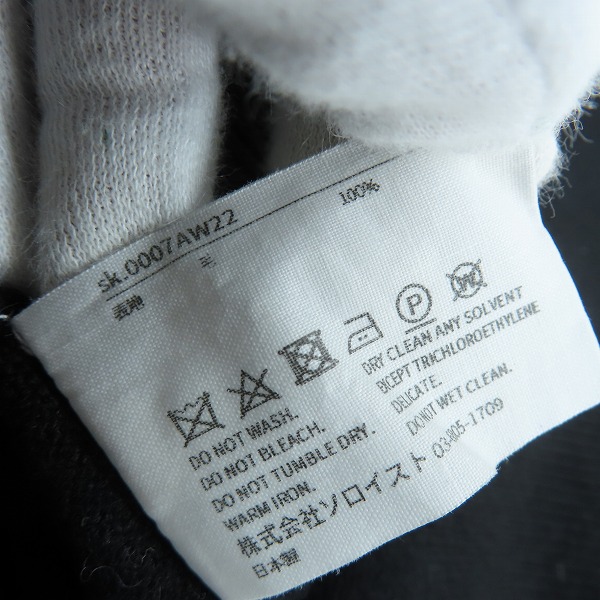 sk.0007AW22
表地 毛 100%
DO NOT WASH.
DO NOT BLEACH.
DO NOT TUMBLE DRY.
WARM IRON.
DRY CLEAN ANY SOLVENT
EXCEPT TRICHLOROETHYLENE
DELICATE.
DO NOT WET CLEAN.
株式会社ソロイスト 03-6805-1709
日本製